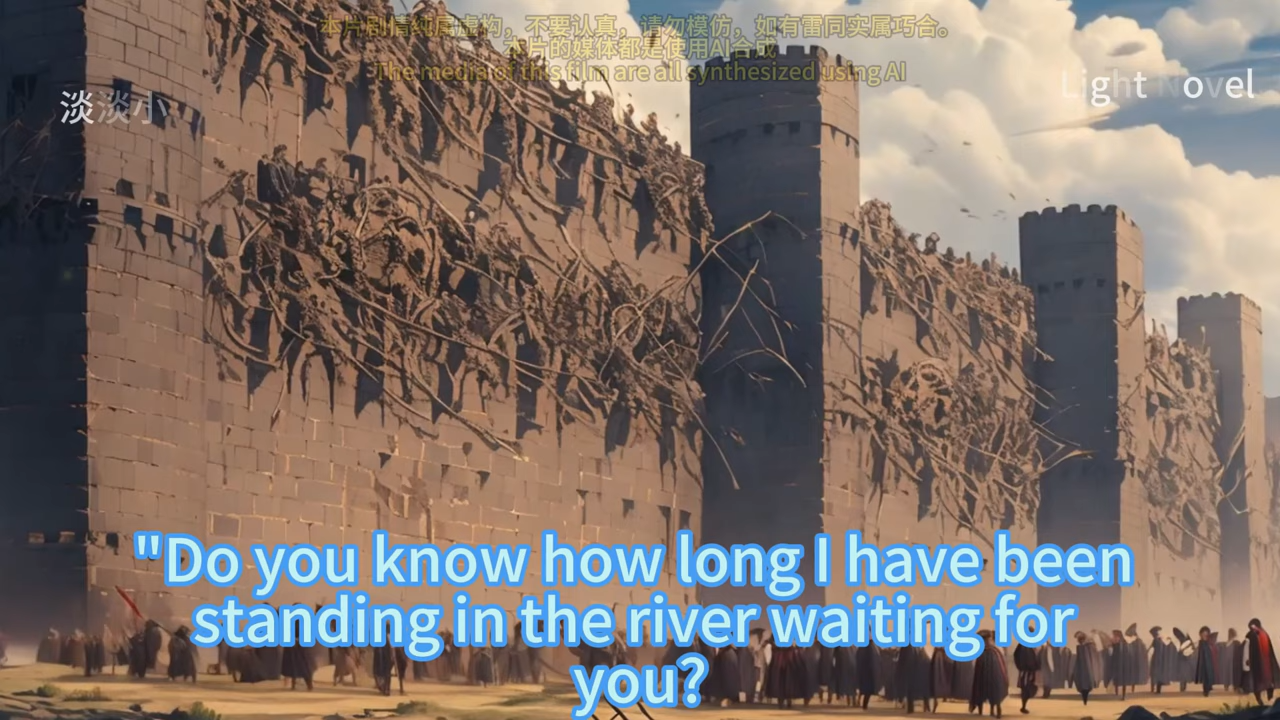 本片剧情纯属虚构，不要认真，请勿模仿，如有雷同实属巧合。
本片的媒体都是使用AI合成
The media of this film are all synthesized using AI
淡淡小
Light Novel
"Do you know how long I have been
standing in the river waiting for
you?